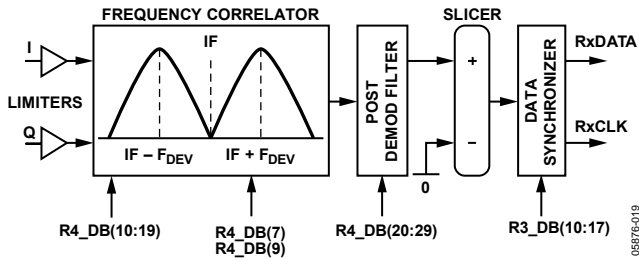 FREQUENCY CORRELATOR
SLICER
I
IF
LIMITERS
Q
IF – FDEV
IF + FDEV
POST
DEMOD FILTER
+
–
0
DATA
SYNCHRONIZER
RxDATA
RxCLK
R4_DB(10:19)
R4_DB(7)
R4_DB(9)
R4_DB(20:29)
R3_DB(10:17)
05876-019